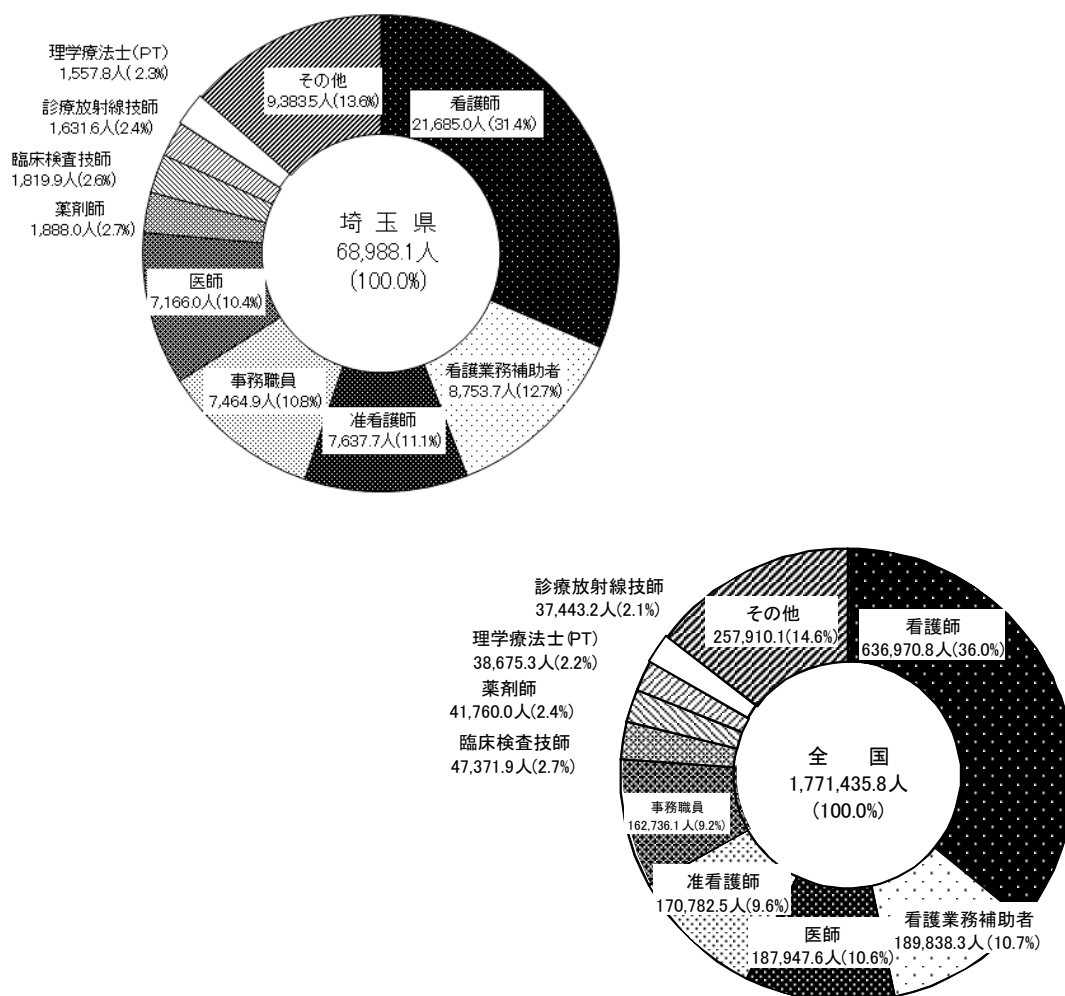 理学療法士(PT)
1,557.8人( 2.3%)
診療放射線技師
1,631.6人(2.4%)
臨床検査技師
1,819.9人(2.6%)
薬剤師
1,888.0人(2.7%)
医師
7,166.0人(10.4%)
事務職員
7,464.9人(10.8%)
准看護師
7,637.7人(11.1%)
看護業務補助者
8,753.7人(12.7%)
看護師
21,685.0人(31.4%)
その他
9,383.5人(13.6%)
埼 玉 県
68,988.1人
(100.0%)
診療放射線技師
37,443.2人(2.1%)
理学療法士(PT)
38,675.3人(2.2%)
薬剤師
41,760.0人(2.4%)
臨床検査技師
47,371.9人(2.7%)
事務職員
162,736.1人(9.2%)
准看護師
170,782.5人(9.6%)
医師
187,947.6人(10.6%)
看護業務補助者
189,838.3人(10.7%)
看護師
636,970.8人(36.0%)
その他
257,910.1(14.6%)
全 国
1,771,435.8人
(100.0%)